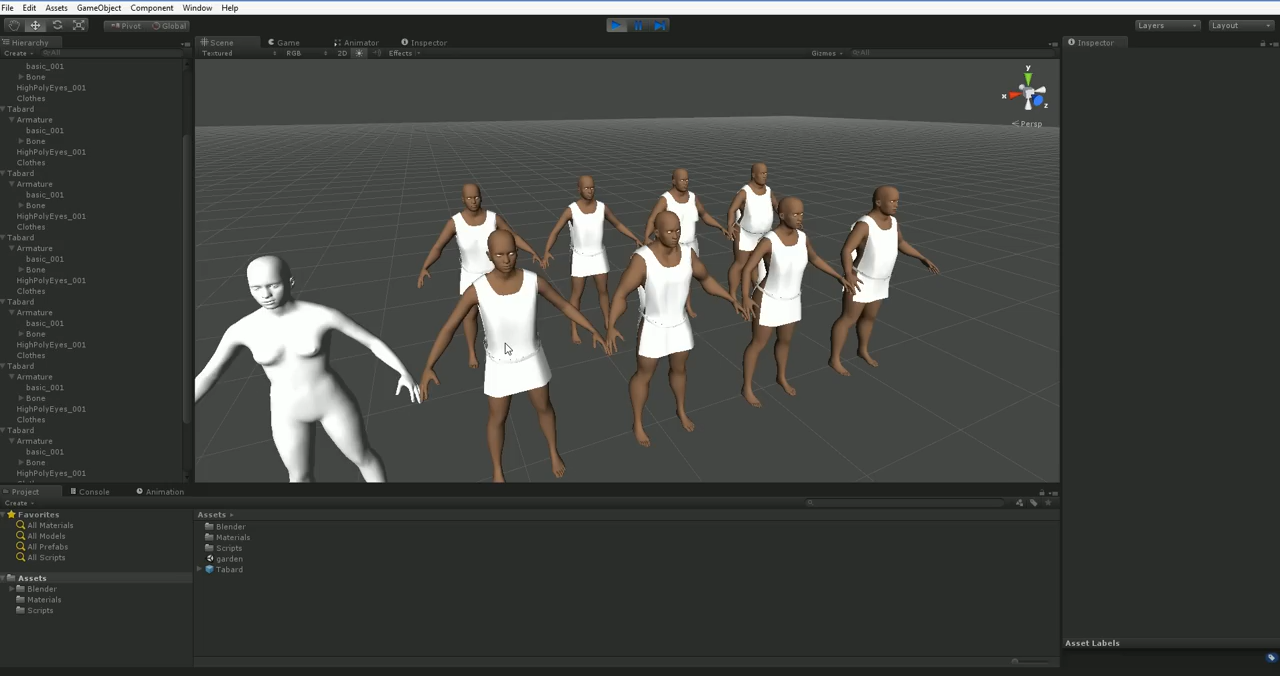 File Edit Assets GameObject Component Window Help
Pivot Global Layers Layout
Hierarchy Scene Game Animator Inspector Inspector
Create All Textured RGB 2D Effects Gizmos All
basic_001
Bone
HighPolyEyes_001
Clothes
Tabard
Armature
basic_001
Bone
HighPolyEyes_001
Clothes
Tabard
Armature
basic_001
Bone
HighPolyEyes_001
Clothes
Tabard
Armature
basic_001
Bone
HighPolyEyes_001
Clothes
Tabard
Armature
basic_001
Bone
HighPolyEyes_001
Clothes
Tabard
Armature
basic_001
Bone
HighPolyEyes_001
Clothes
Tabard
Armature
basic_001
Bone
HighPolyEyes_001
y
x
z
Persp
Project Console Animation
Create
Favorites
All Materials
All Models
All Prefabs
All Scripts
Assets
Blender
Materials
Scripts
Assets
Blender
Materials
Scripts
garden
Tabard
Asset Labels